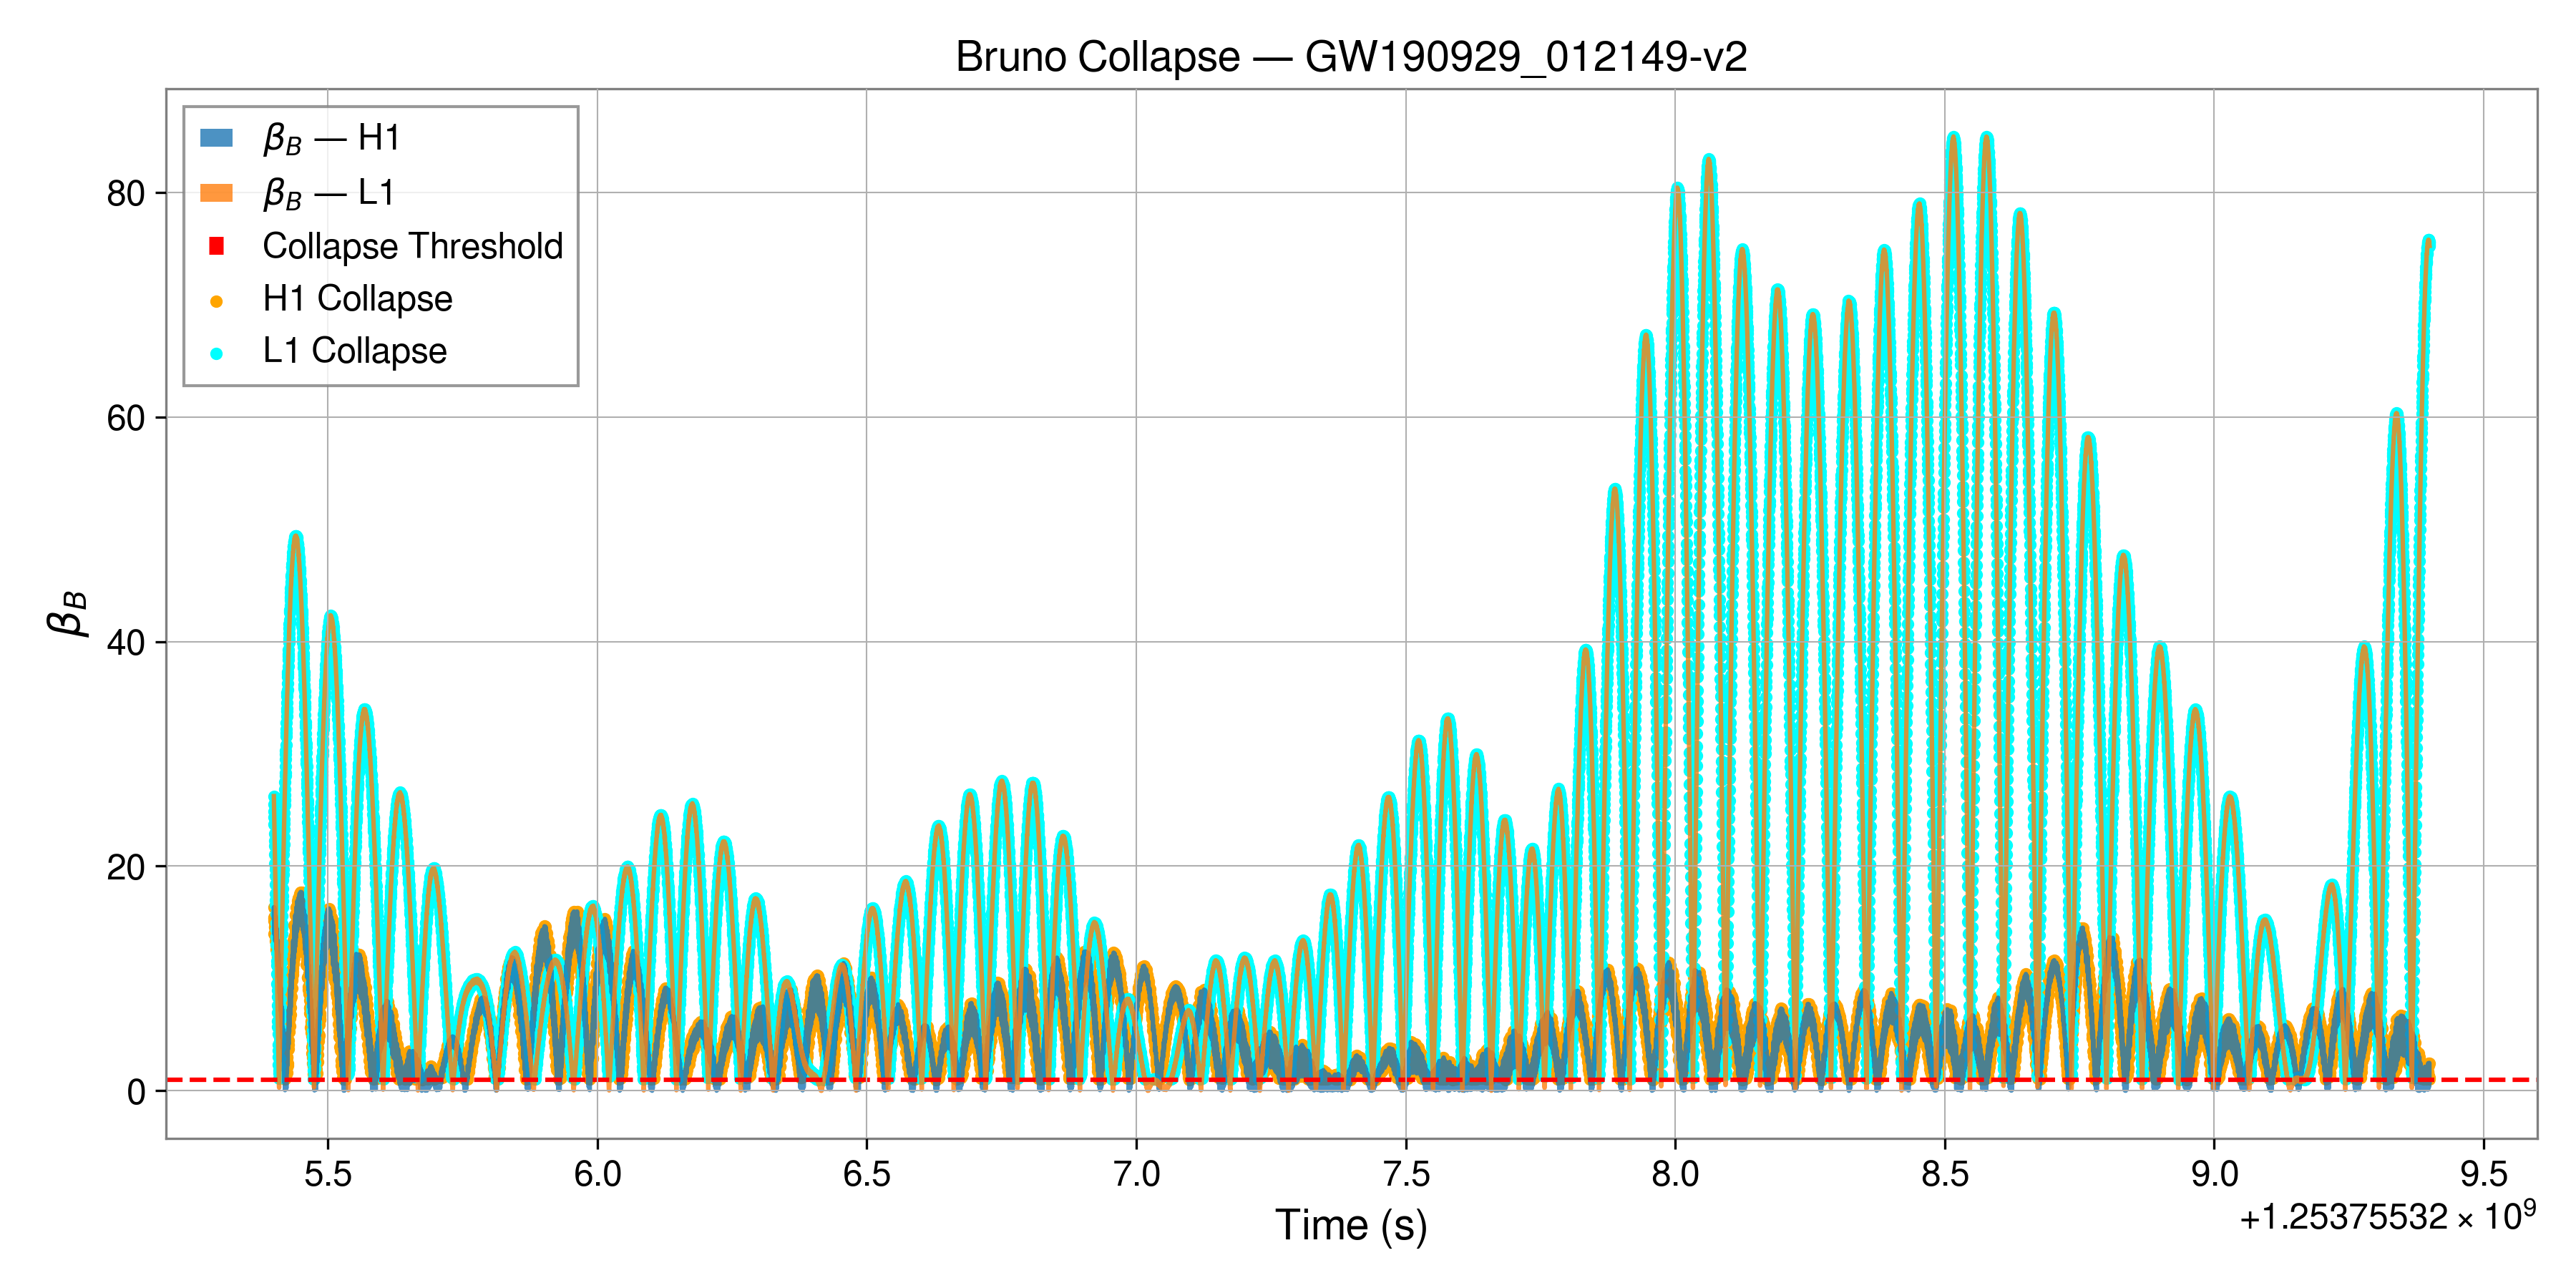 Bruno Collapse — GW190929_012149-v2
β_B — H1
β_B — L1
Collapse Threshold
H1 Collapse
L1 Collapse
β_B
80
60
40
20
0
5.5 6.0 6.5 7.0 7.5 8.0 8.5 9.0 9.5
Time (s)
+1.25375532 × 10⁹